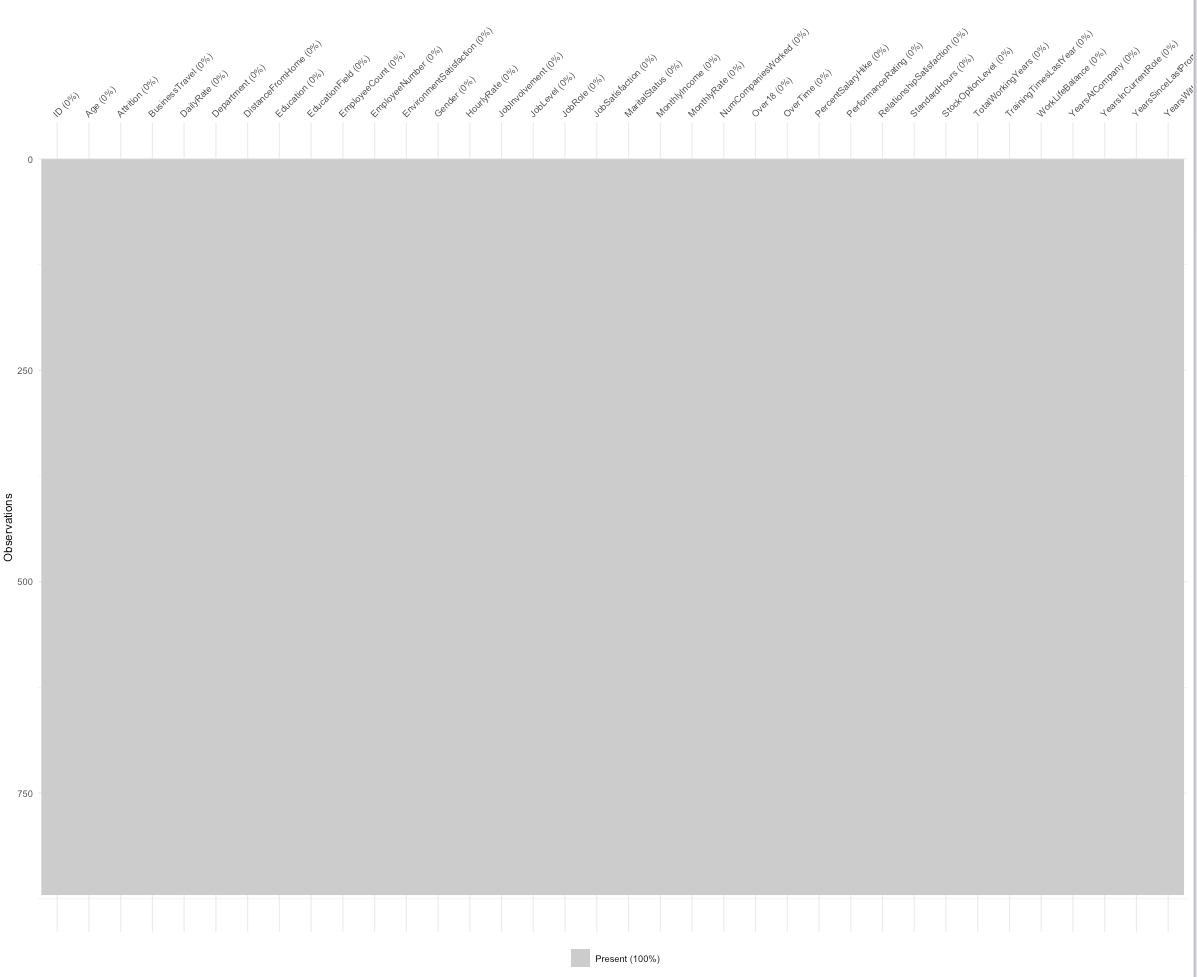 ID (0%)
Age (0%)
Attrition (0%)
BusinessTravel (0%)
DailyRate (0%)
Department (0%)
DistanceFromHome (0%)
Education (0%)
EducationField (0%)
EmployeeCount (0%)
EmployeeNumber (0%)
EnvironmentSatisfaction (0%)
Gender (0%)
HourlyRate (0%)
JobInvolvement (0%)
JobLevel (0%)
JobRole (0%)
JobSatisfaction (0%)
MaritalStatus (0%)
MonthlyIncome (0%)
MonthlyRate (0%)
NumCompaniesWorked (0%)
Over18 (0%)
OverTime (0%)
PercentSalaryHike (0%)
PerformanceRating (0%)
RelationshipSatisfaction (0%)
StandardHours (0%)
StockOptionLevel (0%)
TotalWorkingYears (0%)
TrainingTimesLastYear (0%)
WorkLifeBalance (0%)
YearsAtCompany (0%)
YearsInCurrentRole (0%)
YearsSinceLastPro
YearsWit
0
250
500
750
Observations
Present (100%)